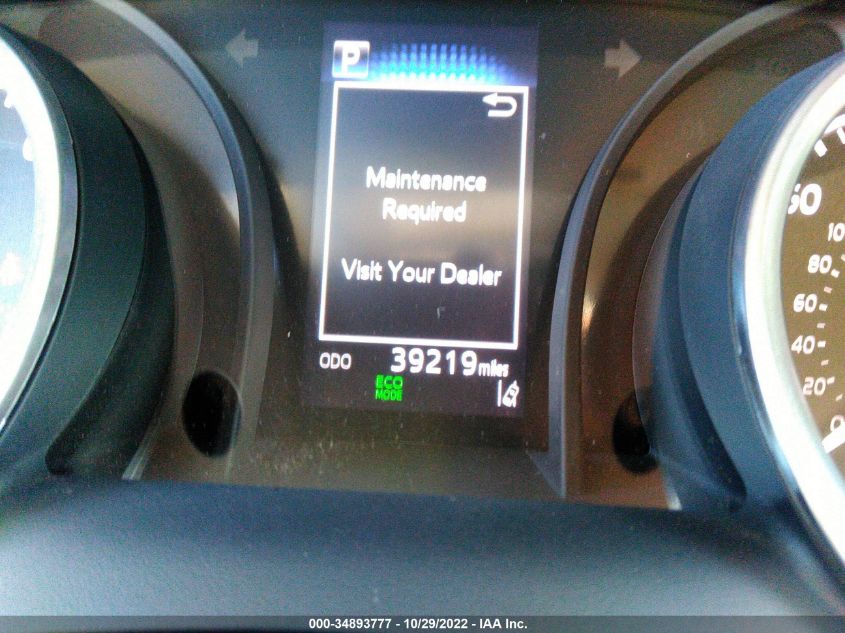 P
Maintenance
Required
Visit Your Dealer
ODO 39219 miles
ECO
MODE
100
80
60
40
20
0
000-34893777 - 10/29/2022 - IAA Inc.